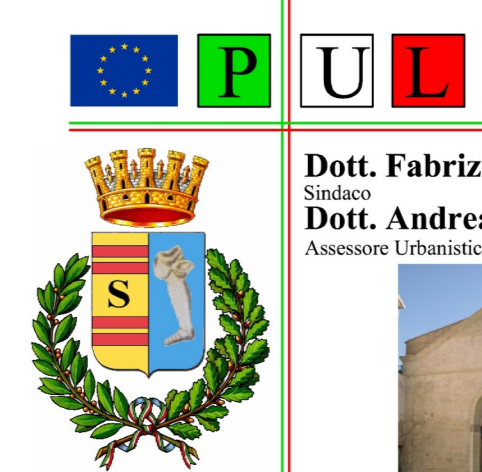 P U L
Dott. Fabriz
Sindaco
Dott. Andrea
Assessore Urbanistic
S